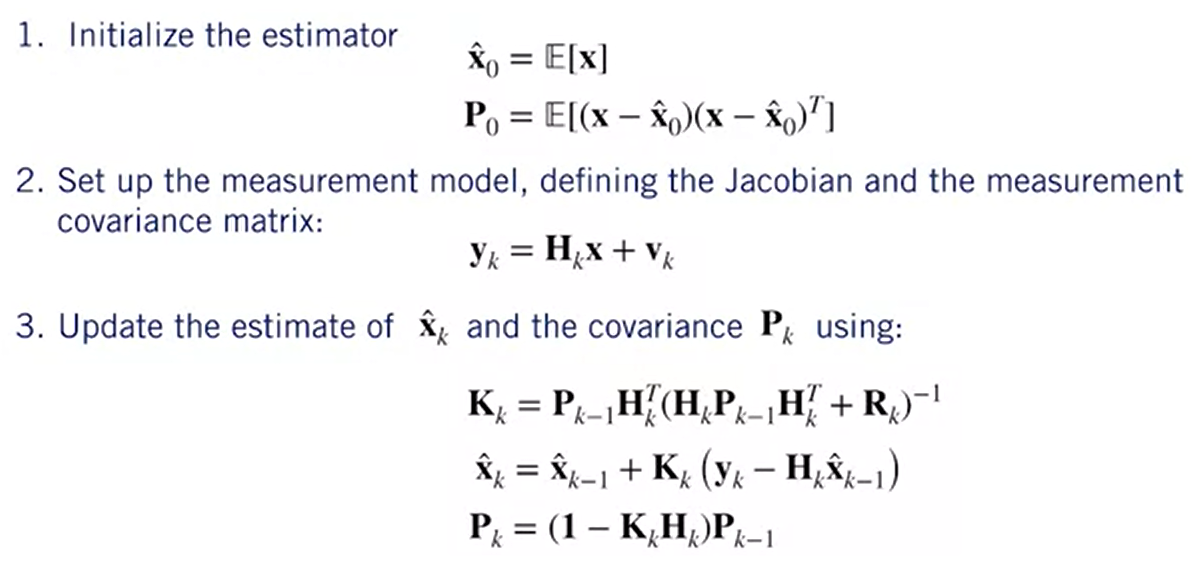 1. Initialize the estimator
x̂₀ = 𝔼[x]
P₀ = 𝔼[(x − x̂₀)(x − x̂₀)ᵀ]
2. Set up the measurement model, defining the Jacobian and the measurement
covariance matrix:
yₖ = Hₖx + vₖ
3. Update the estimate of x̂ₖ and the covariance Pₖ using:
Kₖ = Pₖ₋₁Hₖᵀ(HₖPₖ₋₁Hₖᵀ + Rₖ)⁻¹
x̂ₖ = x̂ₖ₋₁ + Kₖ (yₖ − Hₖx̂ₖ₋₁)
Pₖ = (1 − KₖHₖ)Pₖ₋₁